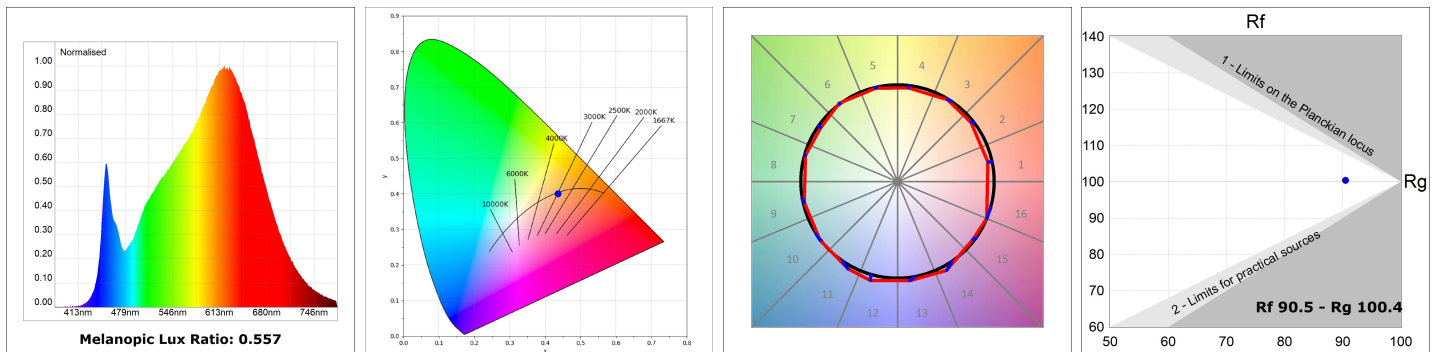 Normalised
1.00
0.90
0.80
0.70
0.60
0.50
0.40
0.30
0.20
0.10
0.00
413nm 479nm 546nm 613nm 680nm 746nm
Melanopic Lux Ratio: 0.557
0.9
0.8
0.7
0.6
0.5
0.4
0.3
0.2
0.1
0.0
y
1667K
2000K
2500K
3000K
4000K
6000K
10000K
0.0 0.1 0.2 0.3 0.4 0.5 0.6 0.7 0.8
x
5 4
6 3
7 2
8 1
9 16
10 15
11 14
12 13
Rf
140
130
120
110
100
90
80
70
60
1 - Limits on the Planckian locus
Rg
2 - Limits for practical sources
Rf 90.5 - Rg 100.4
50 60 70 80 90 100